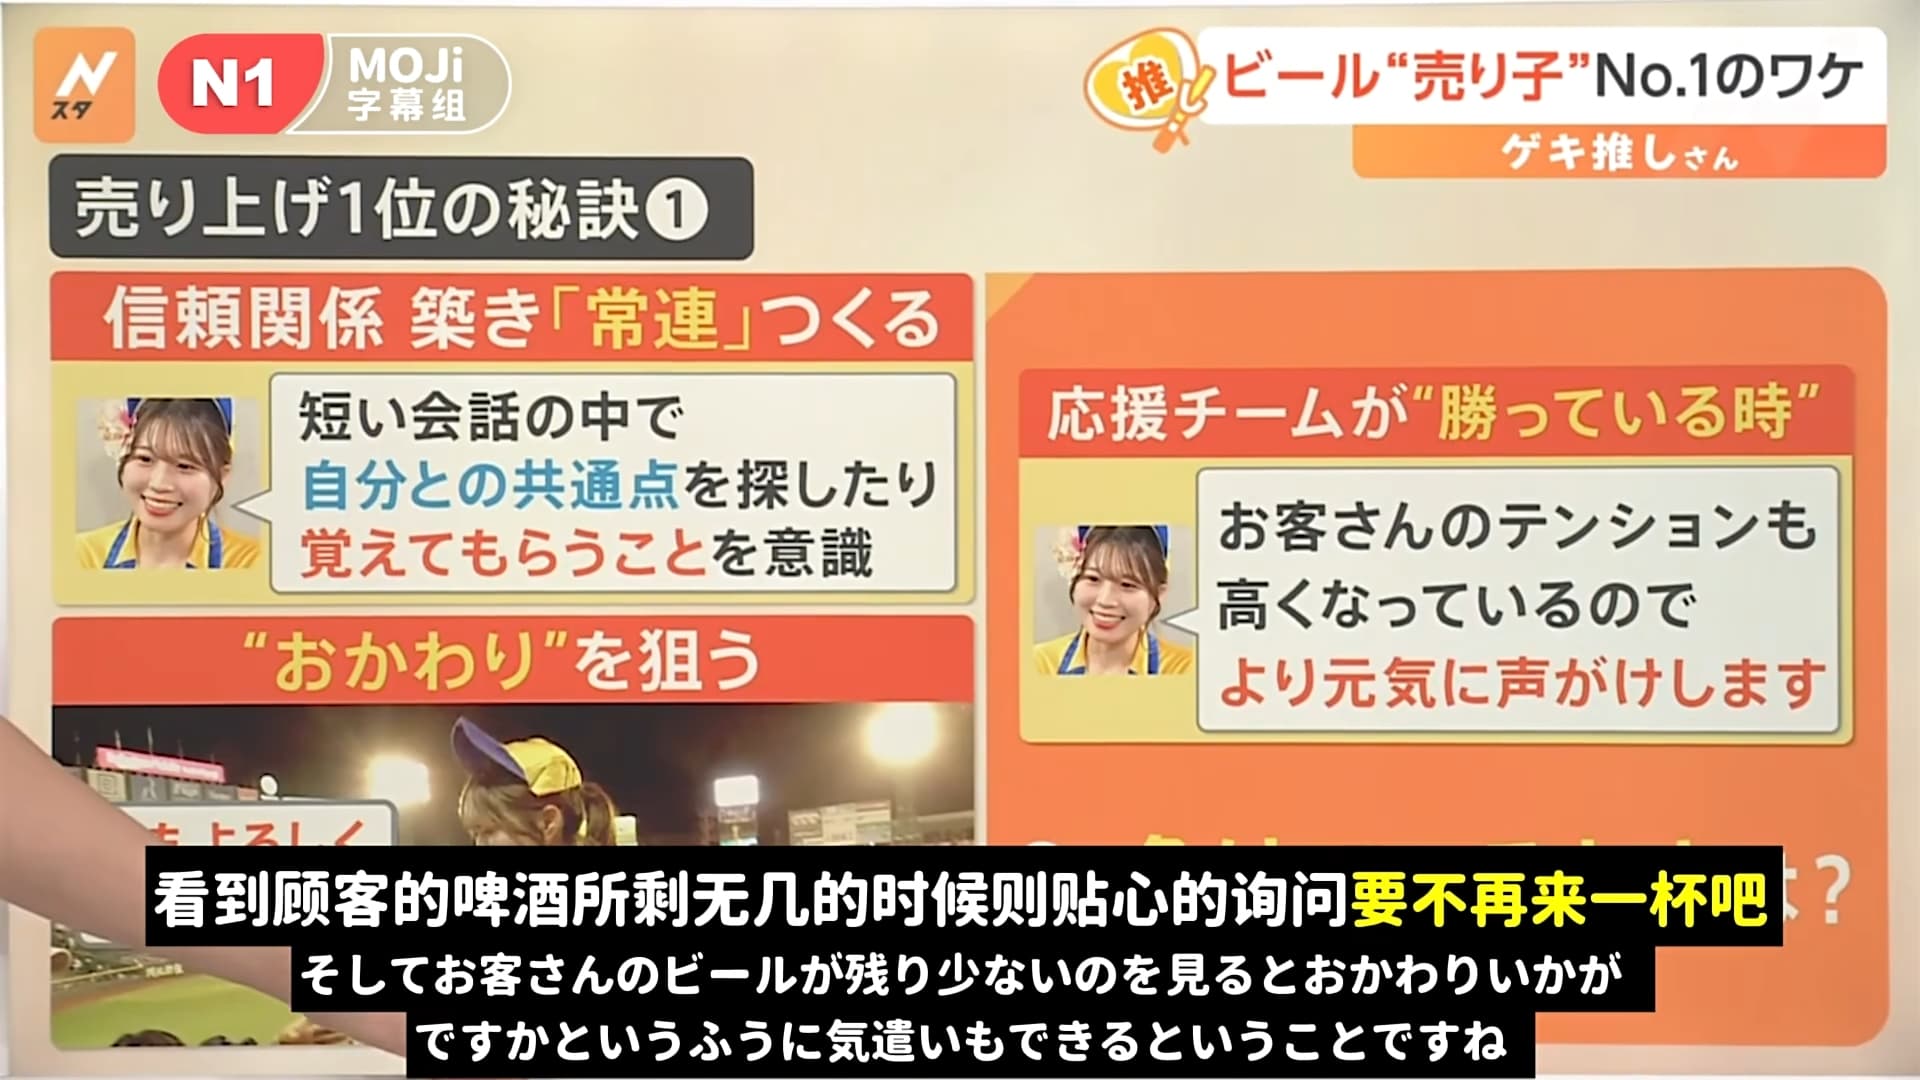 N
スタ
N1
MOJi
字幕组
推し
ビール“売り子”No.1のワケ
ゲキ推しさん
売り上げ1位の秘訣❶
信頼関係 築き「常連」つくる
短い会話の中で
自分との共通点を探したり
覚えてもらうことを意識
“おかわり”を狙う
よろしく
応援チームが“勝っている時”
お客さんのテンションも
高くなっているので
より元気に声がけします
は?
看到顾客的啤酒所剩无几的时候则贴心的询问要不再来一杯吧
そしてお客さんのビールが残り少ないのを見るとおかわりいかが
ですかというふうに気遣いもできるということですね